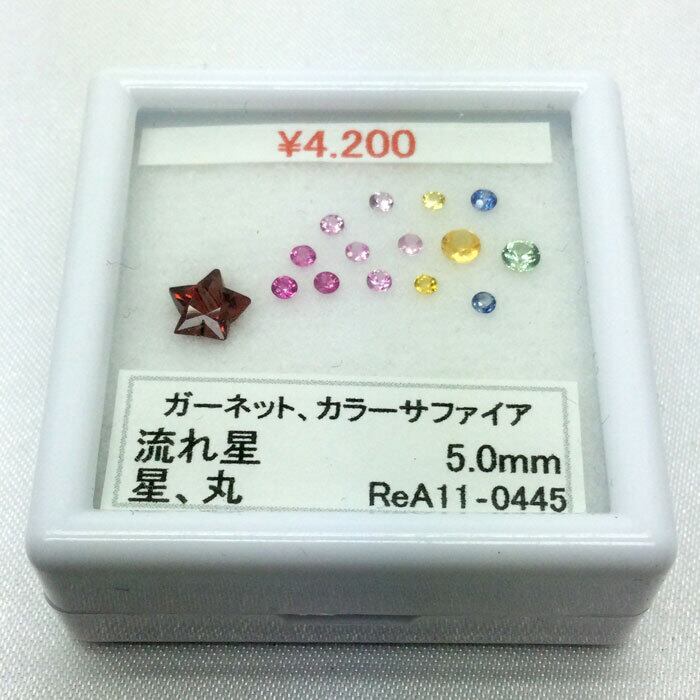 ¥4.200
ガーネット、カラーサファイア
流れ星 5.0mm
星、丸 ReA11-0445